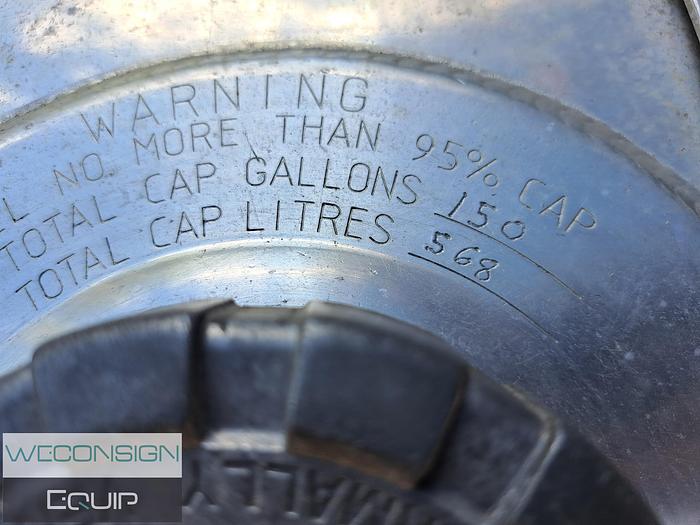 WARNING
NO. MORE THAN 95% CAP
TOTAL CAP GALLONS 150
TOTAL CAP LITRES 568
WECONSIGN
EQUIP